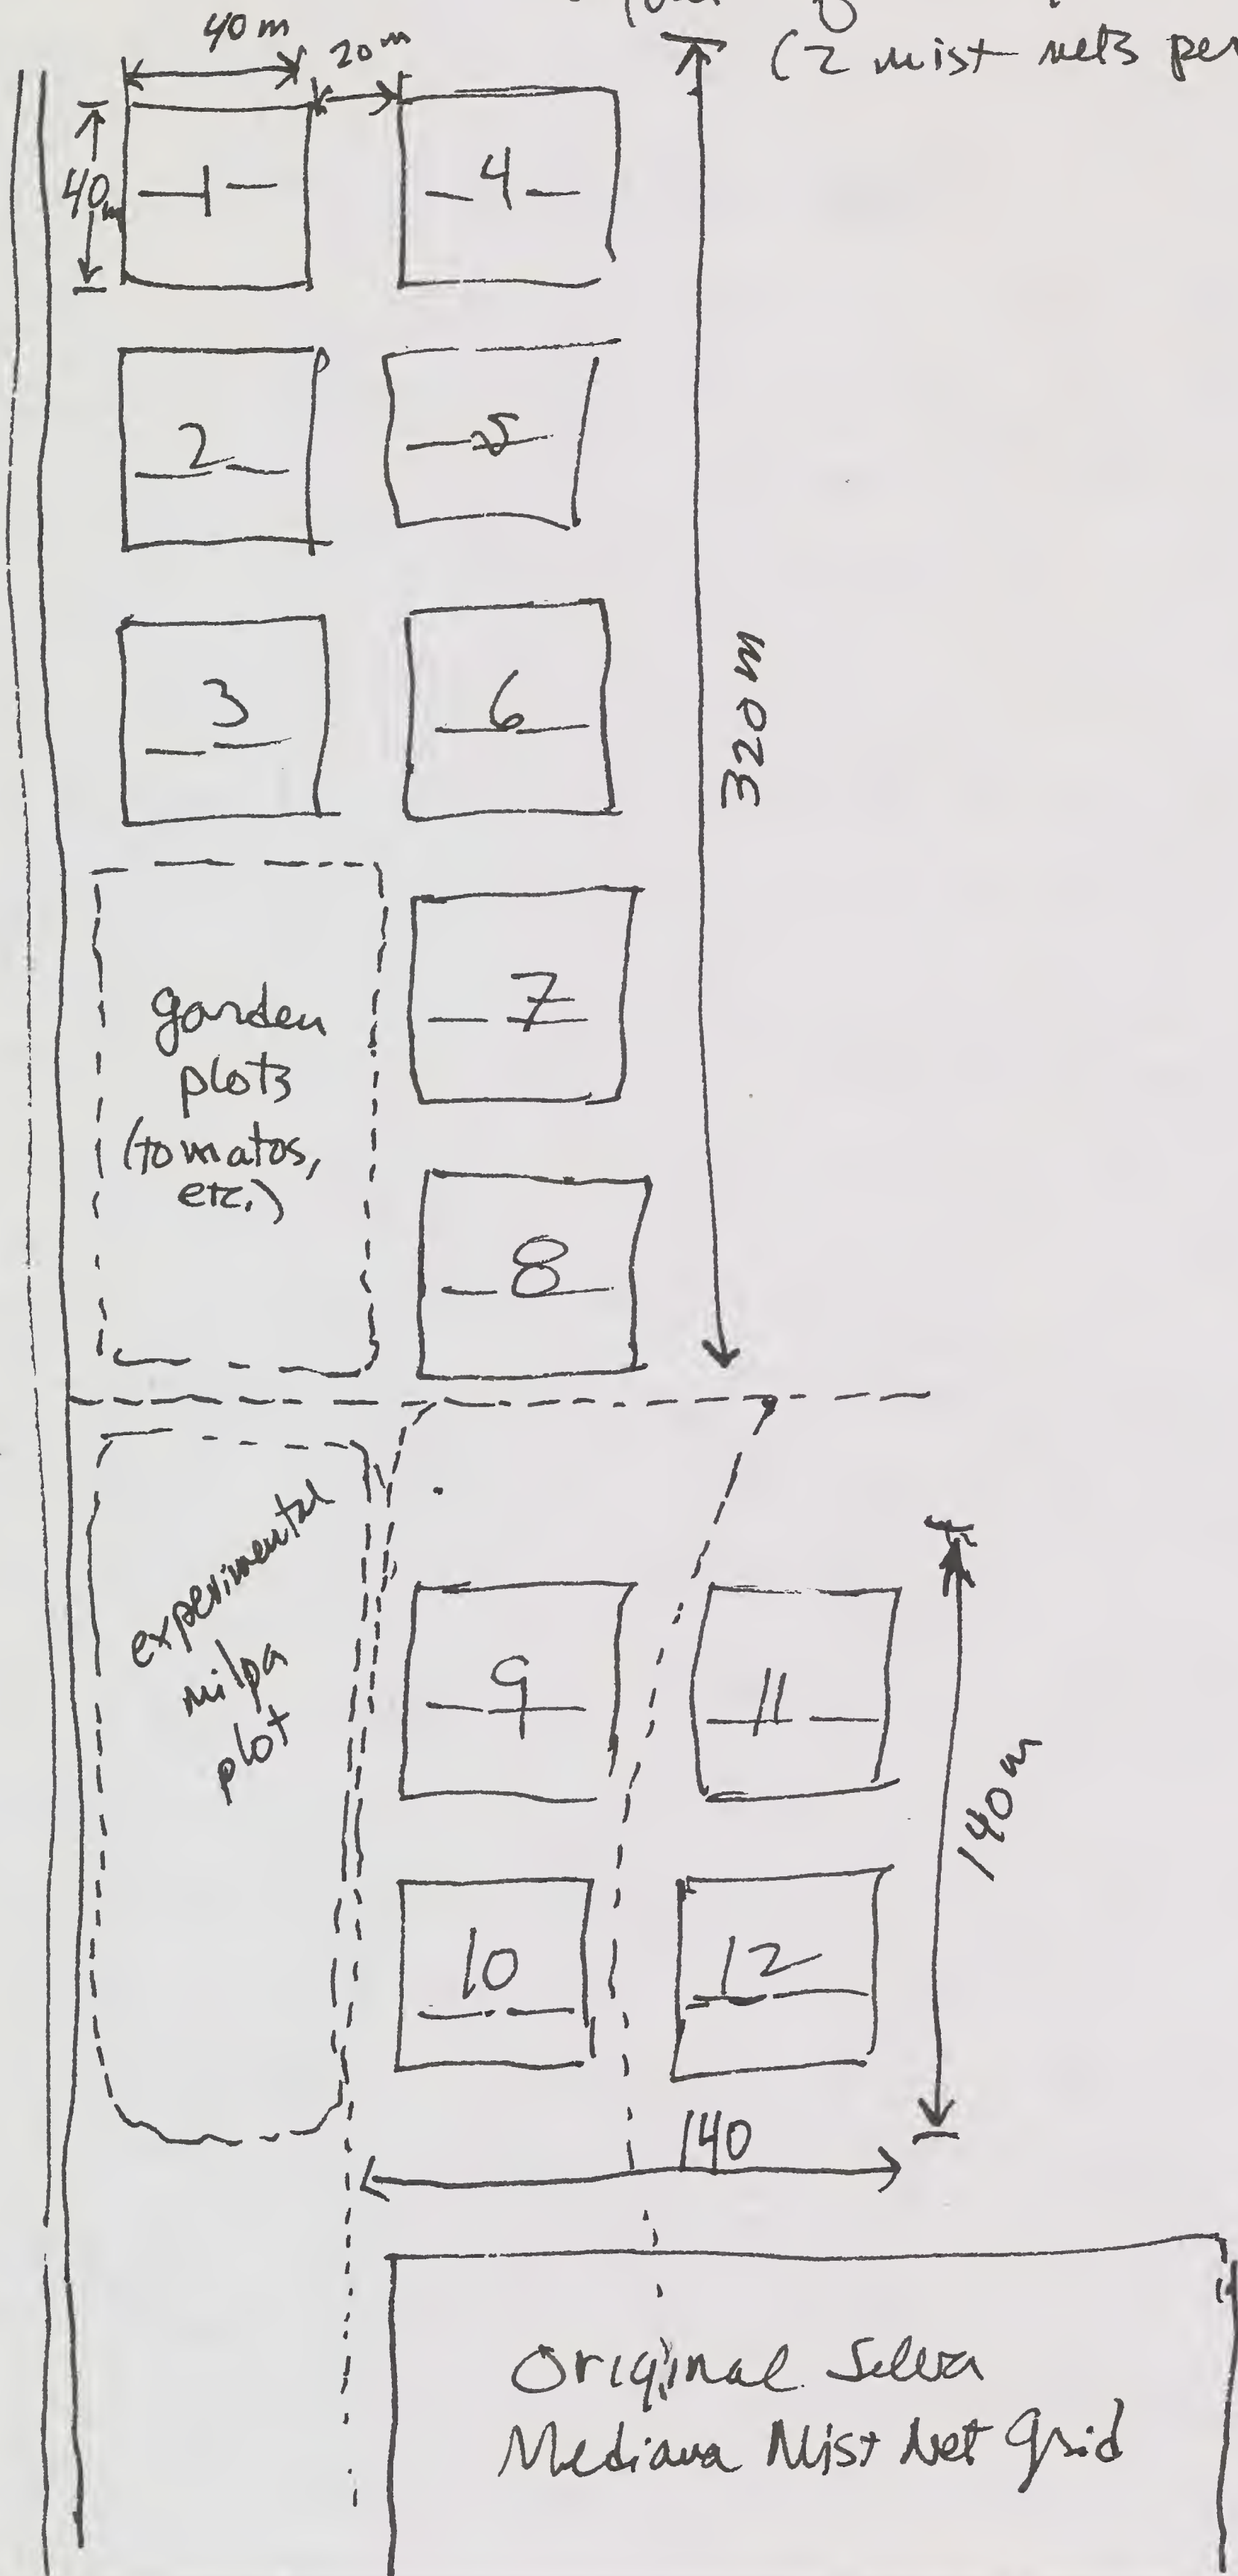 (2 mist nets per
40 m
20 m
40 m
1
4
2
5
3
6
320 m
garden
plots
(tomatos,
etc.)
7
8
experimental
milpa
plot
9
11
140 m
10
12
140
Original Selva
Mediana Mist Net Grid